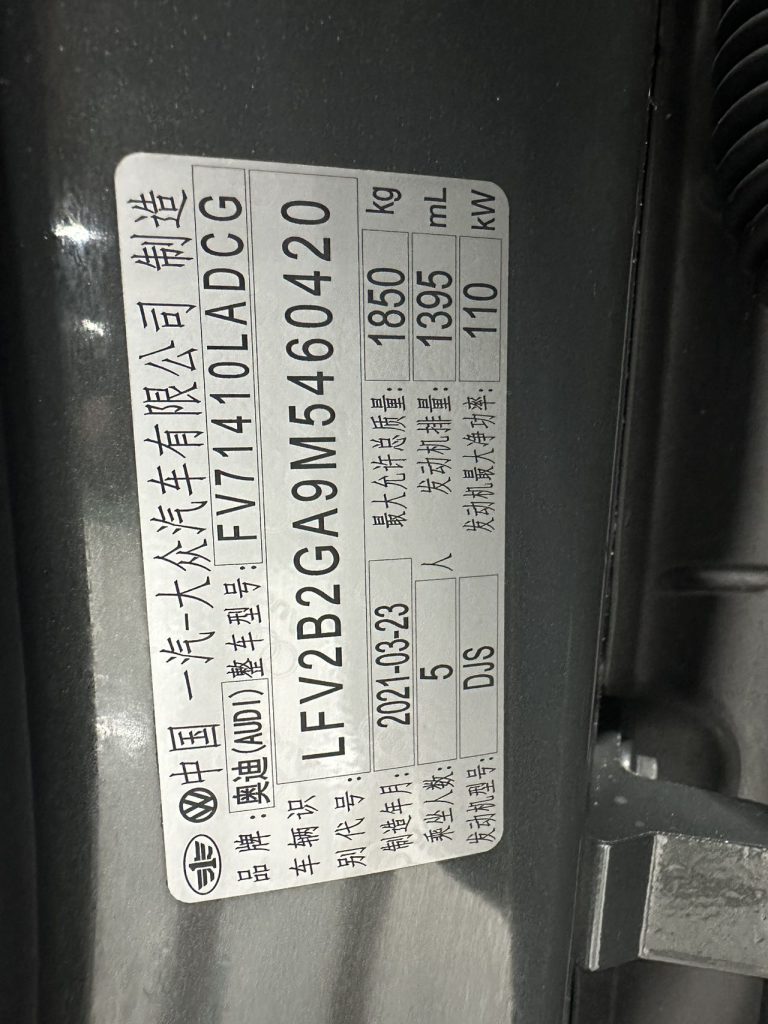 中国 一汽-大众汽车有限公司 制造
品牌:奥迪(AUDI) 整车型号:FV71410LADCG
车辆识别代号:LFV2B2GA9M5460420
制造年月:2021-03-23 最大允许总质量:1850 kg
乘坐人数:5 人 发动机排量:1395 mL
发动机型号:DJS 发动机最大净功率:110 kW